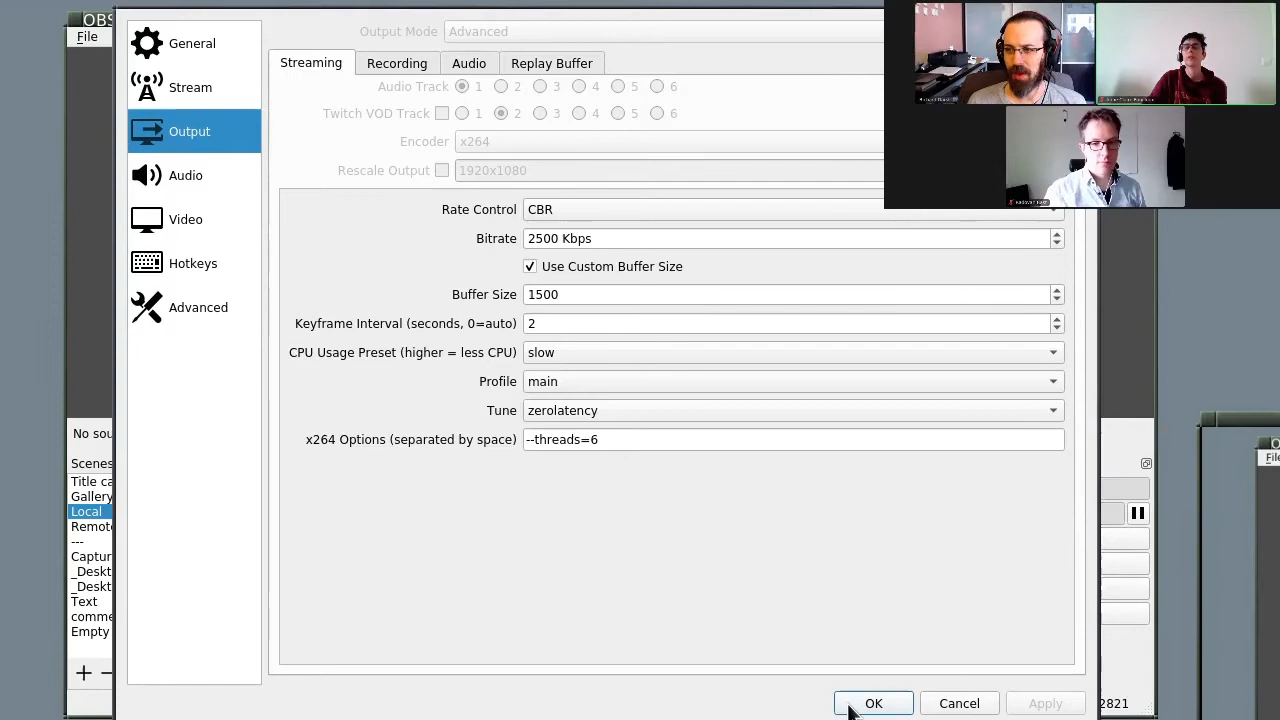 OBS
File
General
Stream
Output
Audio
Video
Hotkeys
Advanced
Output Mode Advanced
Streaming Recording Audio Replay Buffer
Audio Track 1 2 3 4 5 6
Twitch VOD Track 1 2 3 4 5 6
Encoder x264
Rescale Output 1920x1080
Rate Control CBR
Bitrate 2500 Kbps
Use Custom Buffer Size
Buffer Size 1500
Keyframe Interval (seconds, 0=auto) 2
CPU Usage Preset (higher = less CPU) slow
Profile main
Tune zerolatency
x264 Options (separated by space) --threads=6
No sou
Scenes
Title ca
Gallery
Local
Remot
---
Captur
_Deskt
_Deskt
Text
comme
Empty
OK Cancel Apply
2821
File